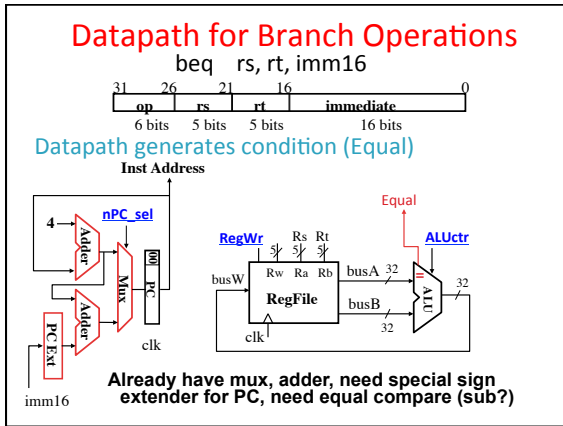 Datapath for Branch Operations
beq rs, rt, imm16
31 26 21 16 0
op rs rt immediate
6 bits 5 bits 5 bits 16 bits
Datapath generates condition (Equal)
Inst Address
4
Adder
nPC_sel
Mux
00
PC
Adder
PC Ext
clk
imm16
Equal
RegWr
Rs Rt
5 5 5
ALUctr
busW
Rw Ra Rb
RegFile
clk
busA
32
busB
32
=
ALU
32
Already have mux, adder, need special sign
extender for PC, need equal compare (sub?)